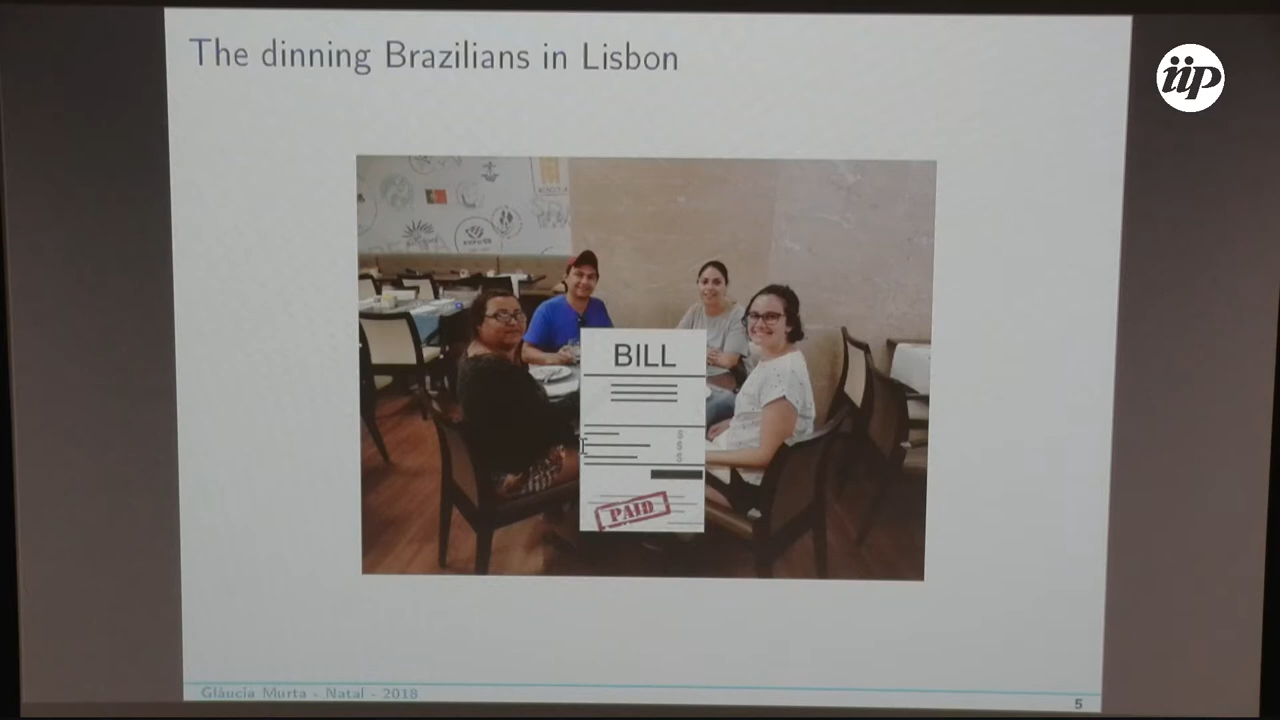 The dinning Brazilians in Lisbon
iip
BILL
$
$
$
PAID
Gláucia Murta - Natal - 2018
5